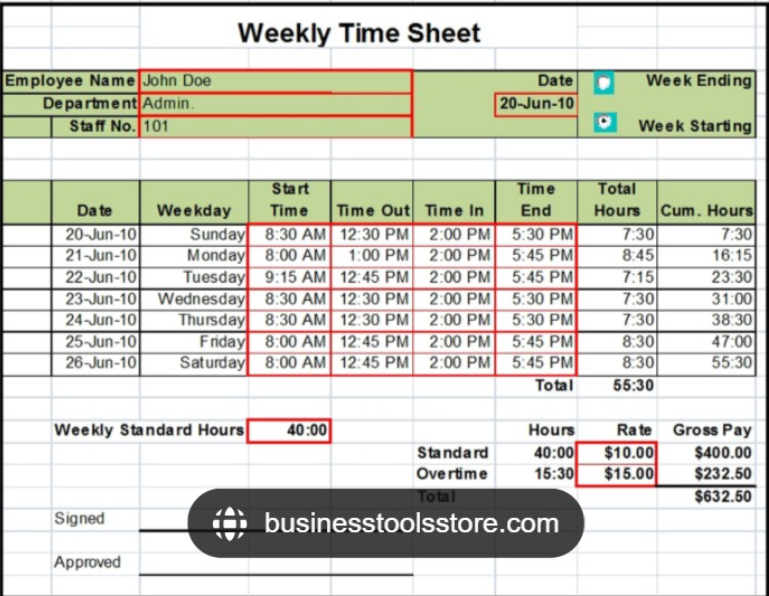 Weekly Time Sheet
Employee Name John Doe Date Week Ending
Department Admin. 20-Jun-10
Staff No. 101 Week Starting
Date Weekday Start Time Time Out Time In Time End Total Hours Cum. Hours
20-Jun-10 Sunday 8:30 AM 12:30 PM 2:00 PM 5:30 PM 7:30 7:30
21-Jun-10 Monday 8:00 AM 1:00 PM 2:00 PM 5:45 PM 8:45 16:15
22-Jun-10 Tuesday 9:15 AM 12:45 PM 2:00 PM 5:45 PM 7:15 23:30
23-Jun-10 Wednesday 8:30 AM 12:30 PM 2:00 PM 5:30 PM 7:30 31:00
24-Jun-10 Thursday 8:30 AM 12:30 PM 2:00 PM 5:30 PM 7:30 38:30
25-Jun-10 Friday 8:00 AM 12:45 PM 2:00 PM 5:45 PM 8:30 47:00
26-Jun-10 Saturday 8:00 AM 12:45 PM 2:00 PM 5:45 PM 8:30 55:30
Total 55:30
Weekly Standard Hours 40:00 Hours Rate Gross Pay
Standard 40:00 $10.00 $400.00
Overtime 15:30 $15.00 $232.50
Total $632.50
Signed
businesstoolsstore.com
Approved